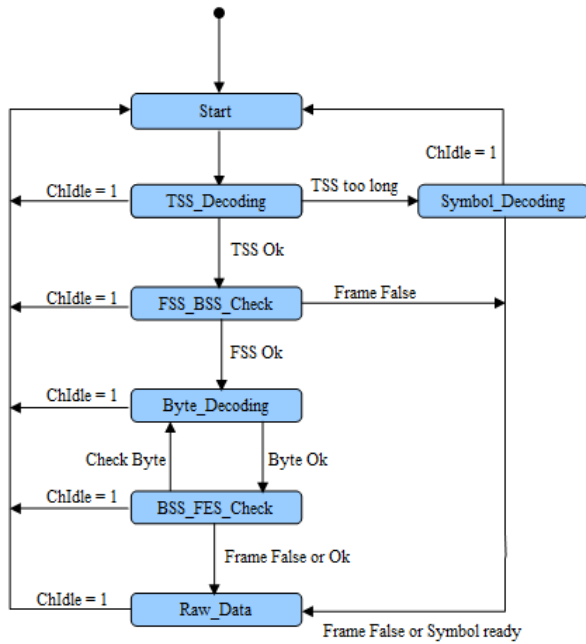 Start
ChIdle = 1
ChIdle = 1
TSS too long
TSS_Decoding
Symbol_Decoding
TSS Ok
ChIdle = 1
Frame False
FSS_BSS_Check
FSS Ok
ChIdle = 1
Byte_Decoding
Check Byte
Byte Ok
ChIdle = 1
BSS_FES_Check
Frame False or Ok
ChIdle = 1
Raw_Data
Frame False or Symbol ready